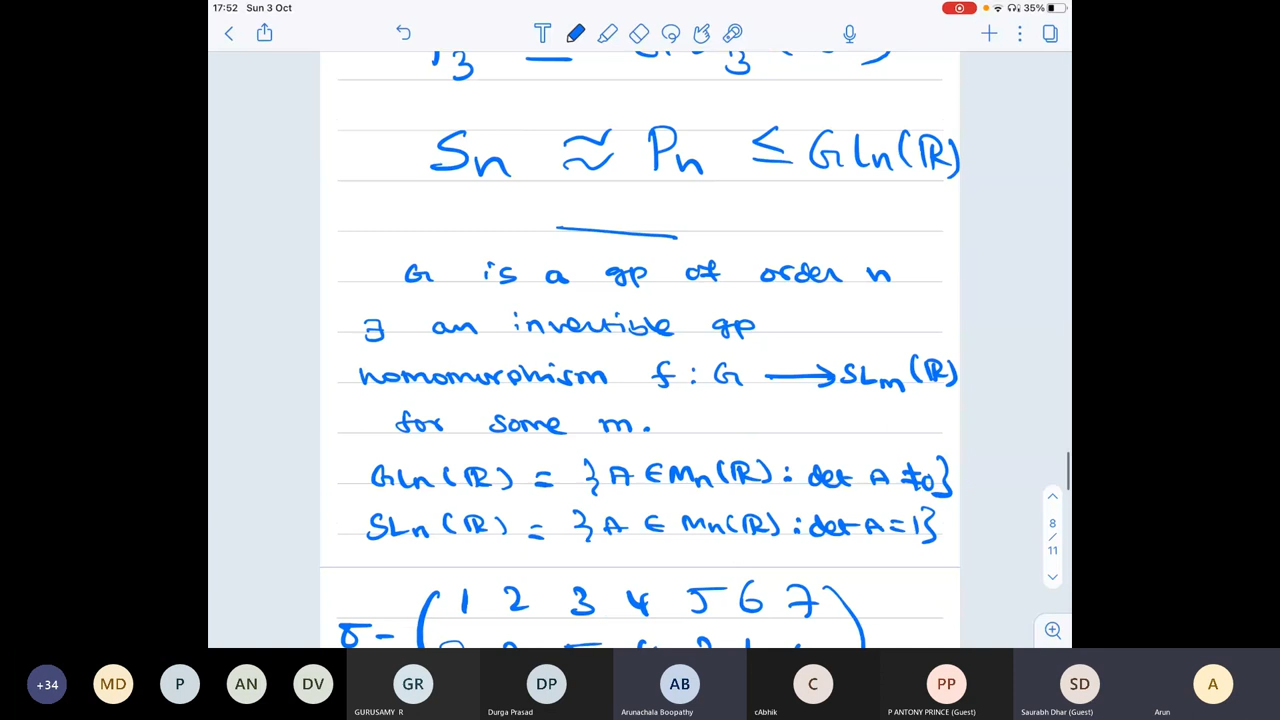 17:52 Sun 3 Oct
35%
T
3 3
Sn ≈ Pn ≤ GLn(ℝ)
G is a gp of order n
∃ an invertible gp
homomorphism f : G ⟶ SLm(ℝ)
for some m.
GLn(ℝ) = {A ∈ Mn(ℝ) : det A ≠ 0}
SLn(ℝ) = {A ∈ Mn(ℝ) : det A = 1}
8
/
11
1 2 3 4 5 6 7
σ =
+34 MD P AN DV GR DP AB C PP SD A
GURUSAMY R Durga Prasad Arunachala Boopathy cAbhik P ANTONY PRINCE (Guest) Saurabh Dhar (Guest) Arun